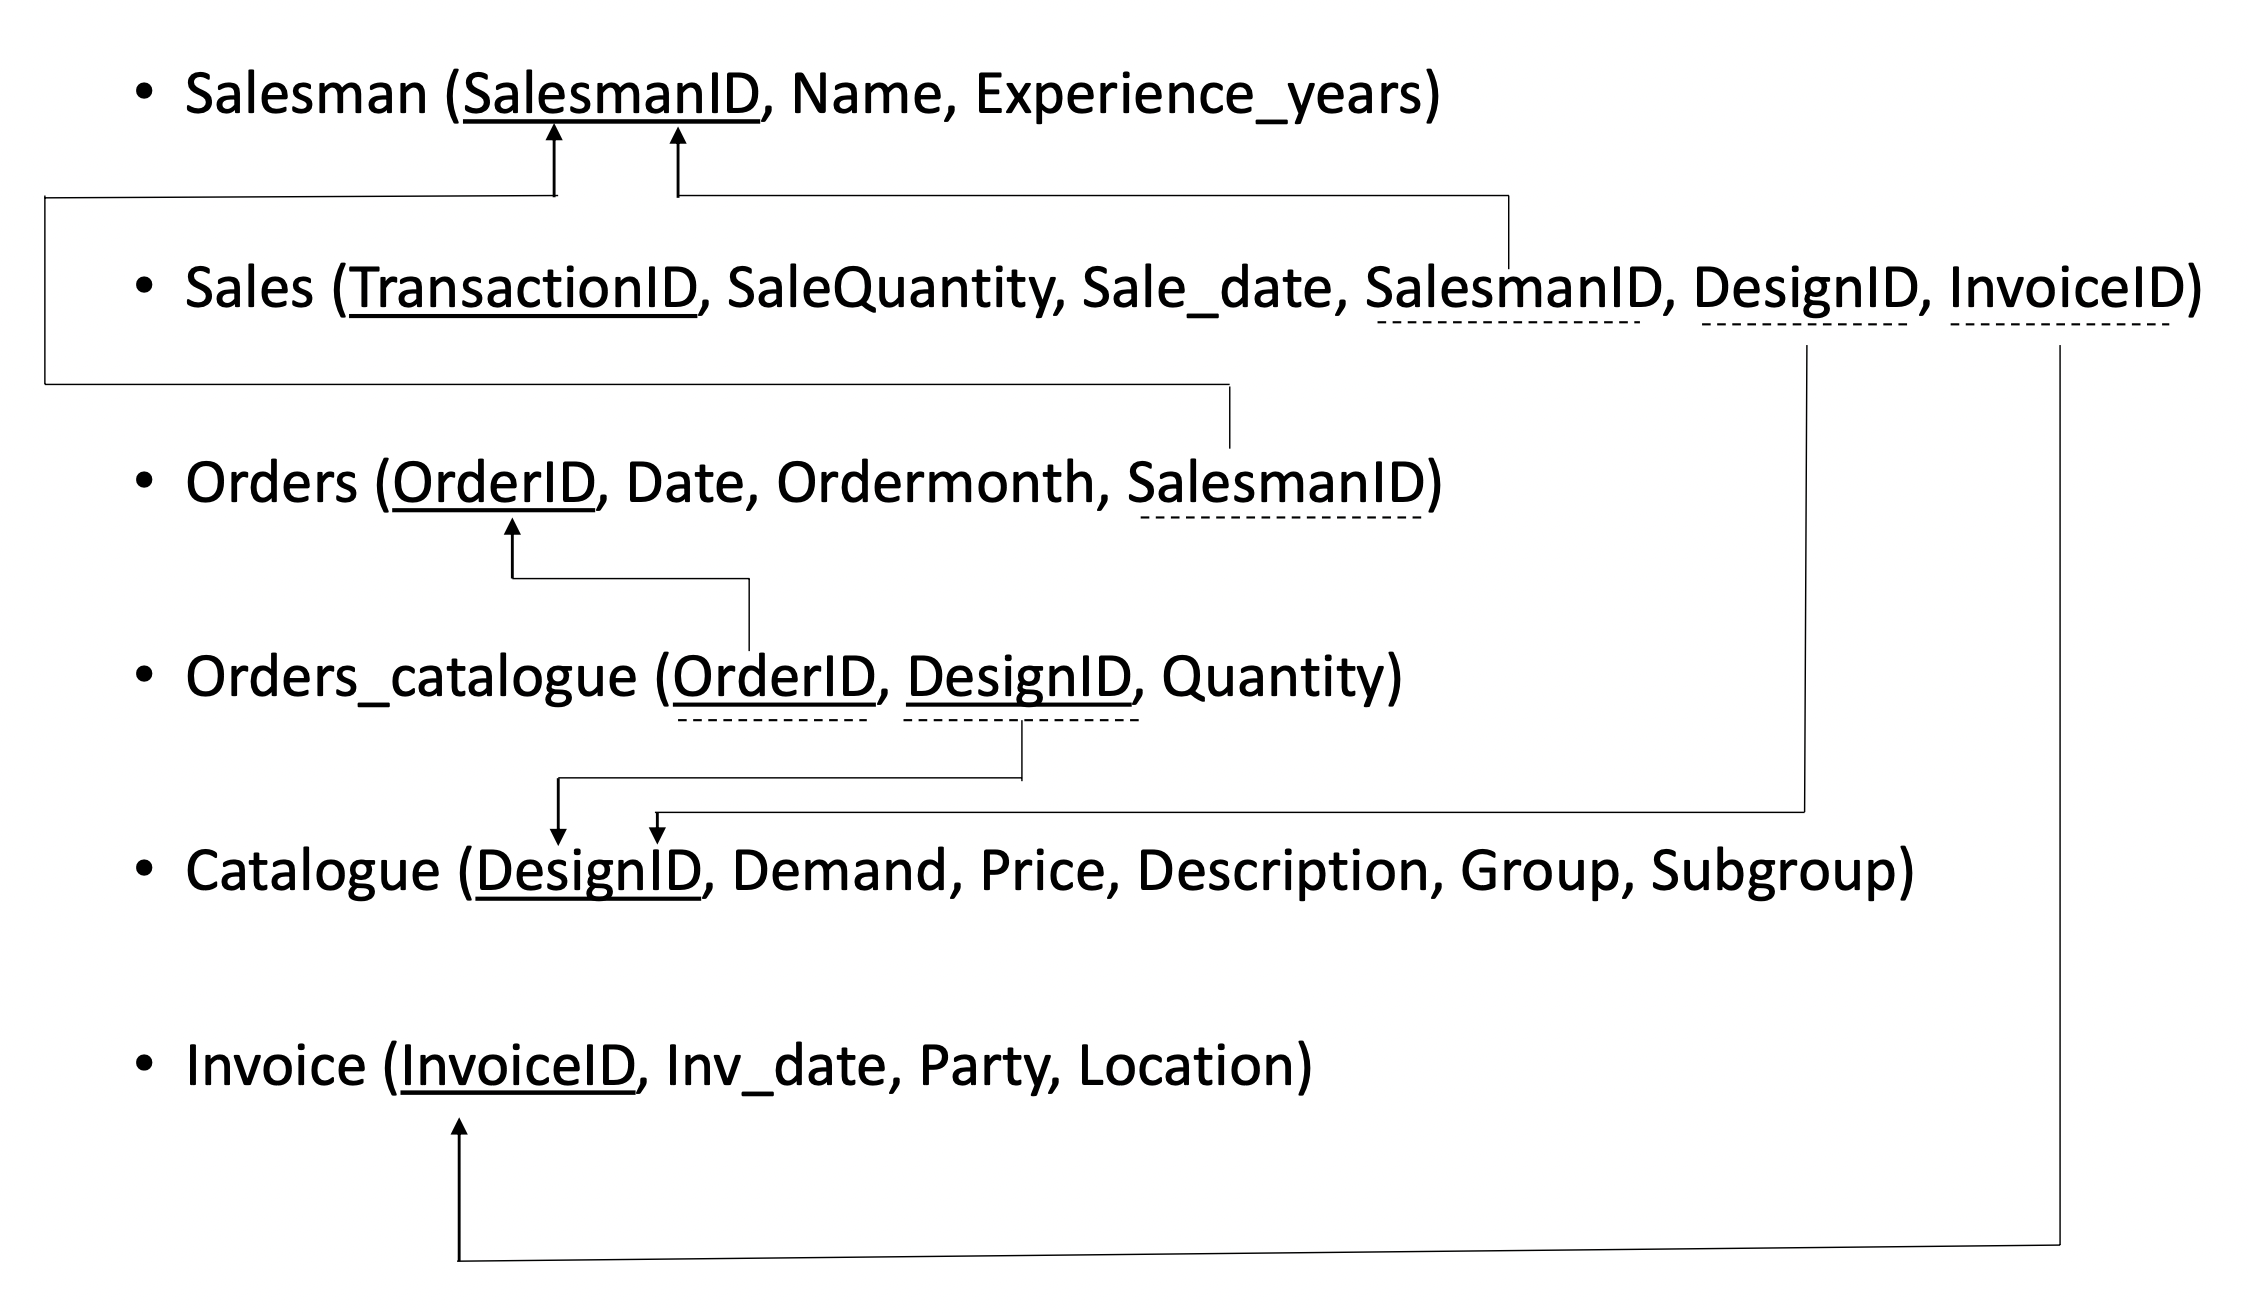 • Salesman (SalesmanID, Name, Experience_years)
• Sales (TransactionID, SaleQuantity, Sale_date, SalesmanID, DesignID, InvoiceID)
• Orders (OrderID, Date, Ordermonth, SalesmanID)
• Orders_catalogue (OrderID, DesignID, Quantity)
• Catalogue (DesignID, Demand, Price, Description, Group, Subgroup)
• Invoice (InvoiceID, Inv_date, Party, Location)